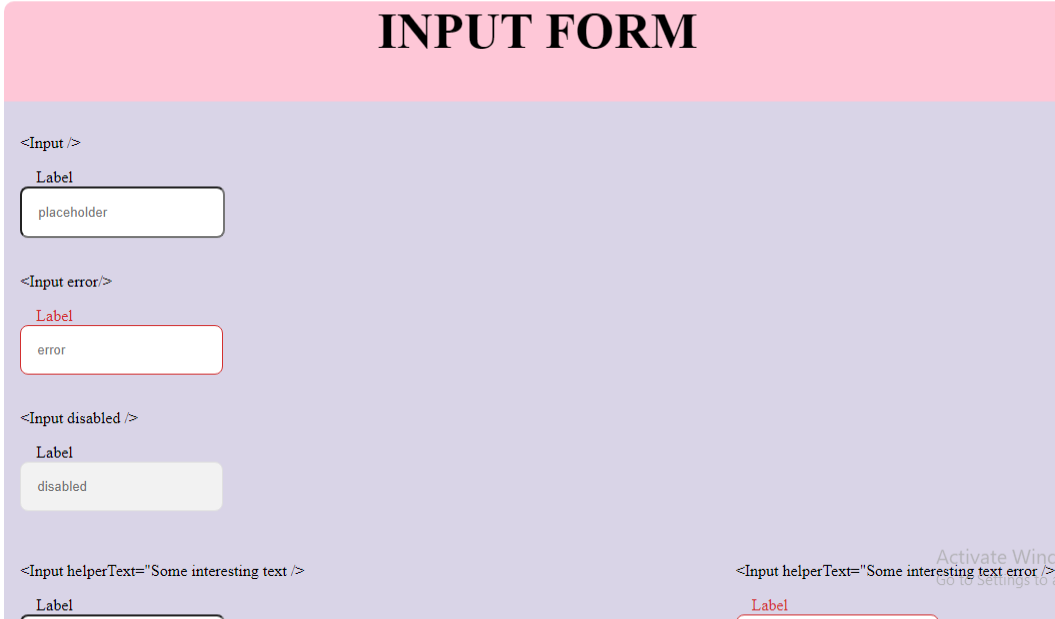 INPUT FORM
<Input />
Label
placeholder
<Input error/>
Label
error
<Input disabled />
Label
disabled
<Input helperText="Some interesting text />
Label
<Input helperText="Some interesting text error />
Label
Activate Wind
Go to Settings to a